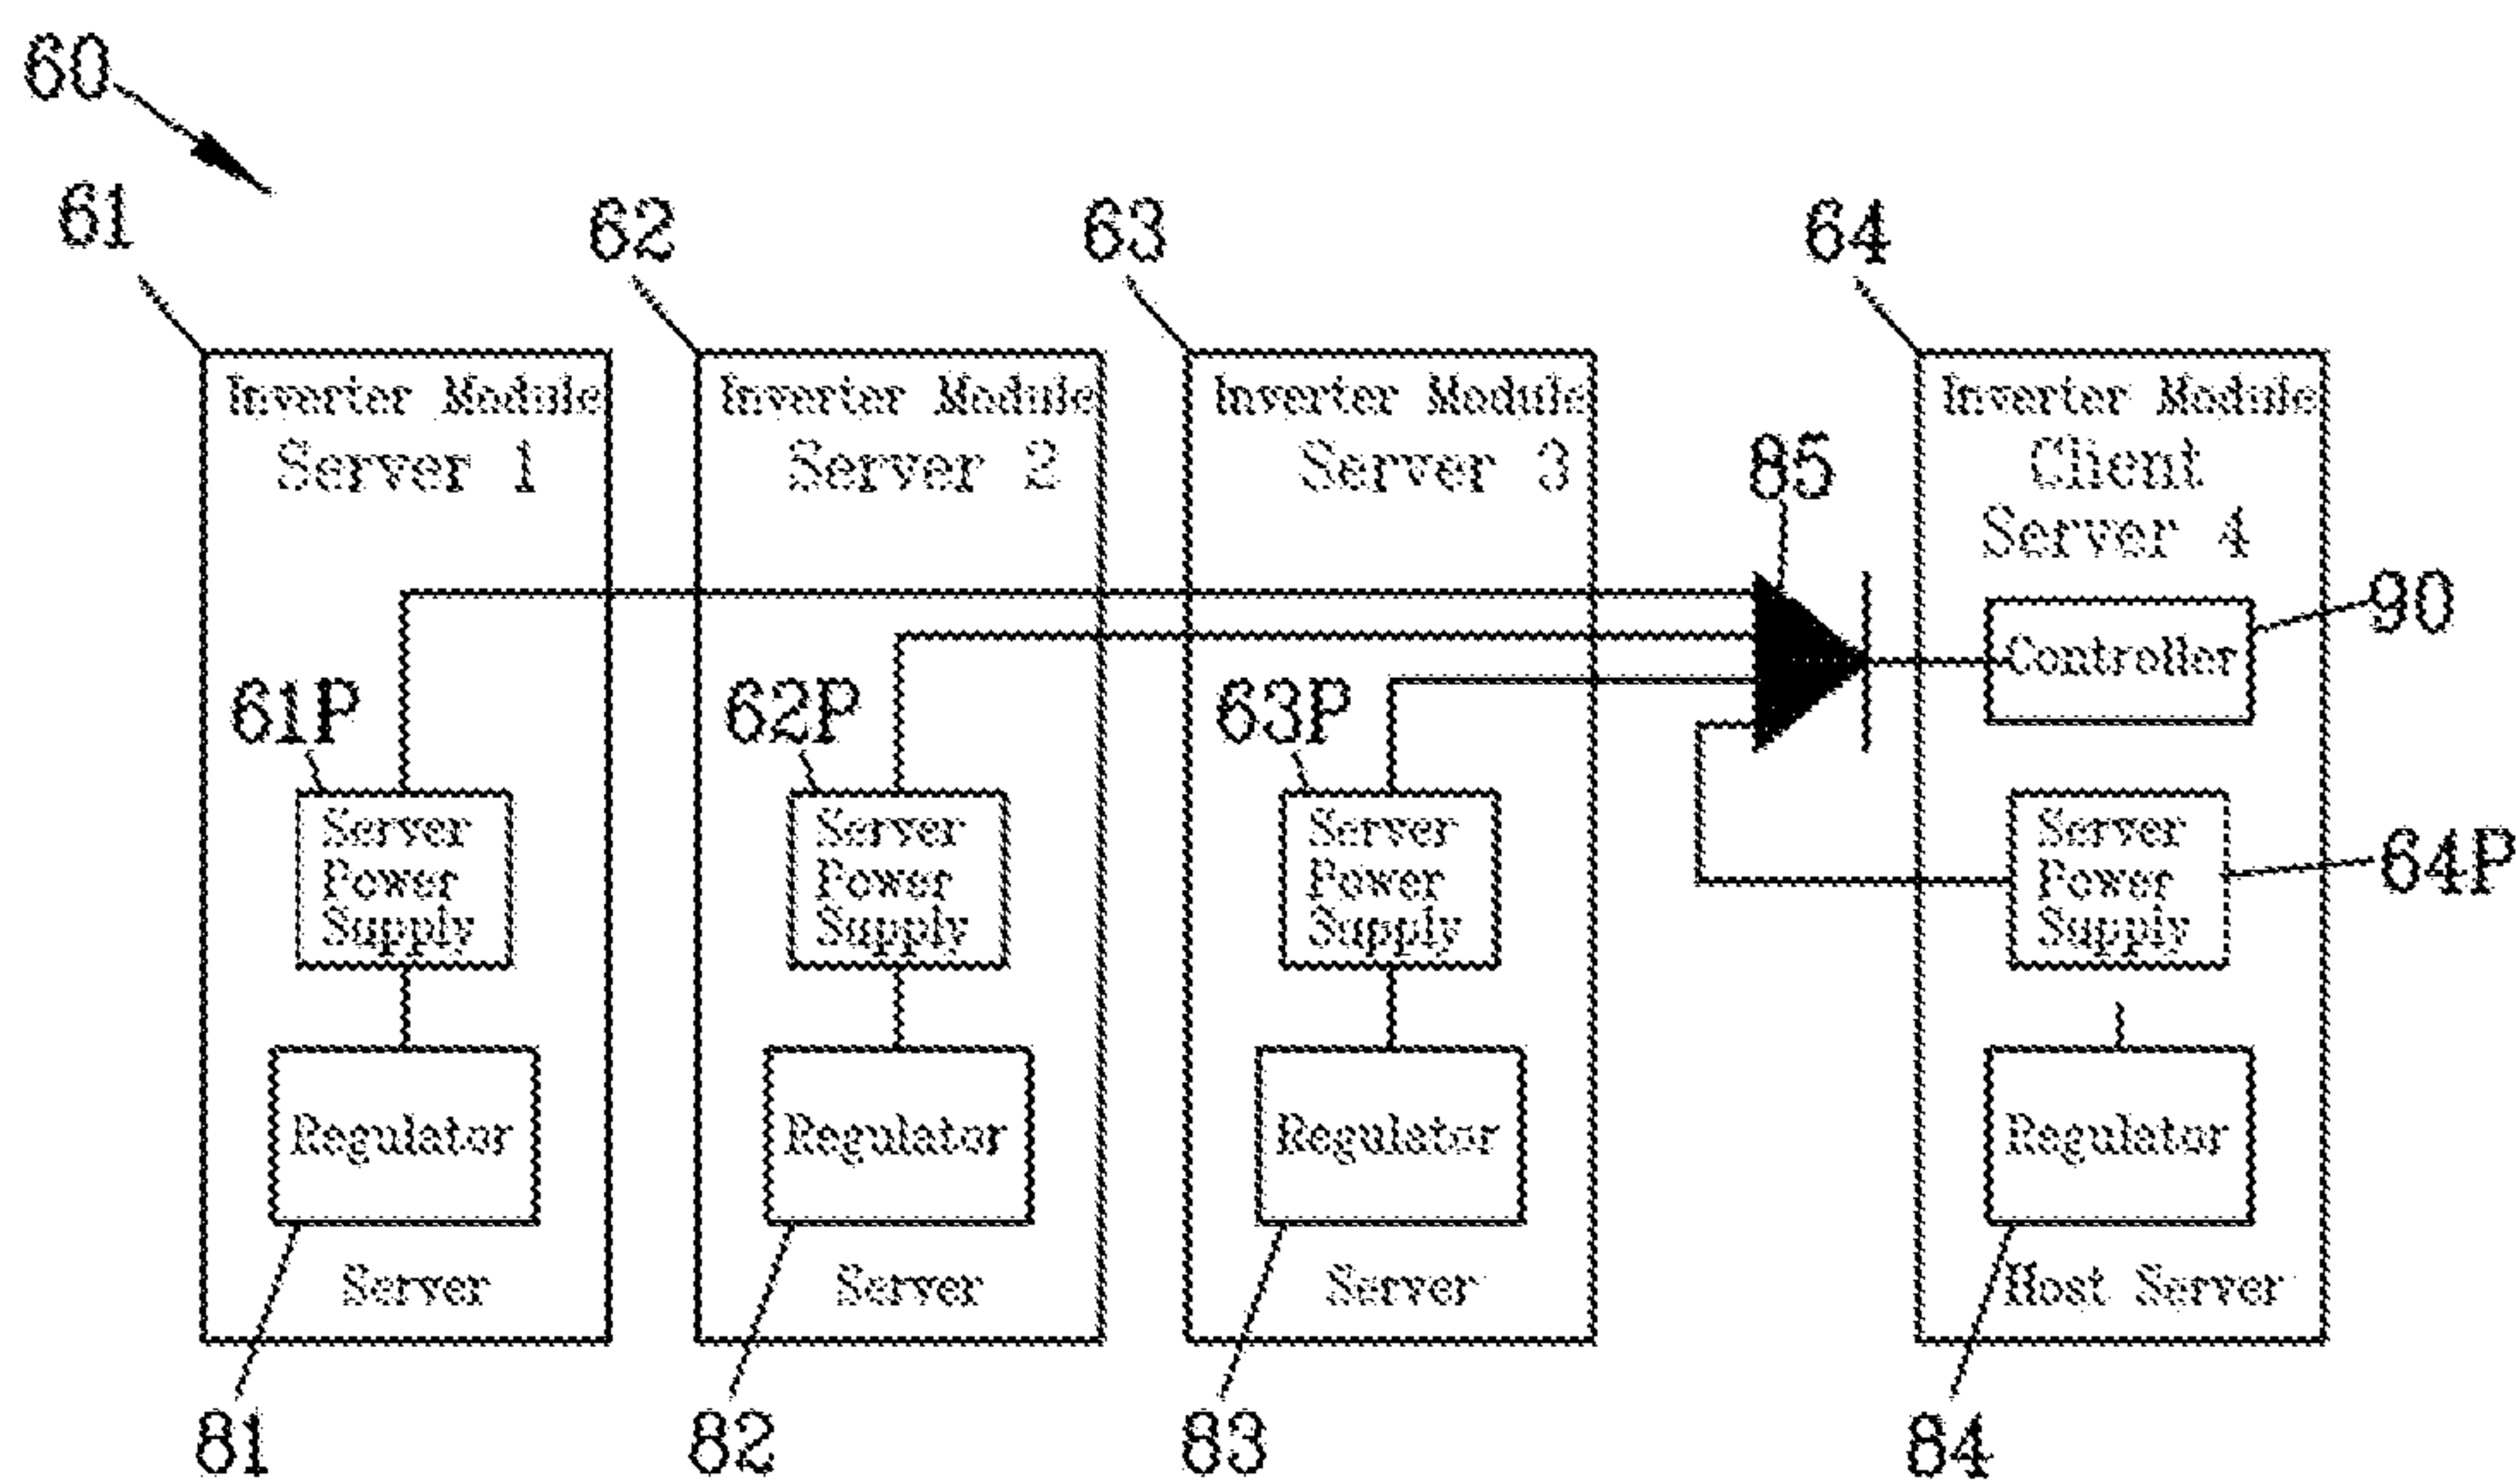 60
61
62
63
64
Inverter Module
Server 1
Inverter Module
Server 2
Inverter Module
Server 3
Inverter Module
Client
Server 4
85
90
Controller
61P
62P
63P
64P
Server
Power
Supply
Server
Power
Supply
Server
Power
Supply
Server
Power
Supply
Regulator
Regulator
Regulator
Regulator
Server
Server
Server
Host Server
81
82
83
84